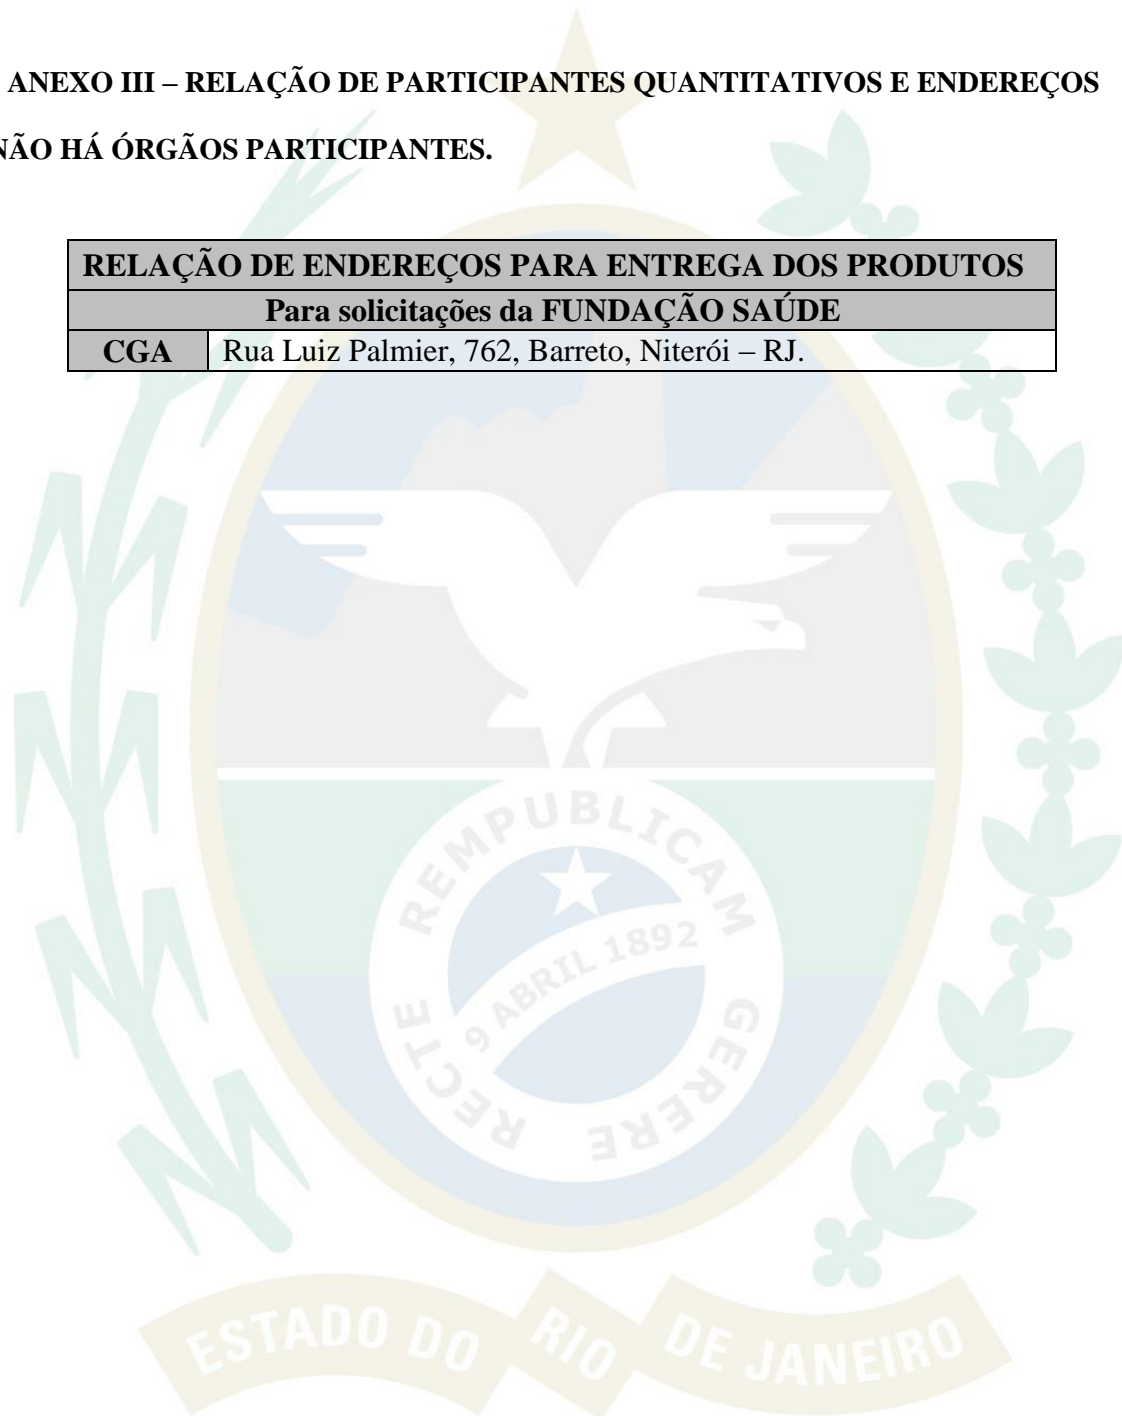 ANEXO III – RELAÇÃO DE PARTICIPANTES QUANTITATIVOS E ENDEREÇOS
NÃO HÁ ÓRGÃOS PARTICIPANTES.
RELAÇÃO DE ENDEREÇOS PARA ENTREGA DOS PRODUTOS
Para solicitações da FUNDAÇÃO SAÚDE
CGA Rua Luiz Palmier, 762, Barreto, Niterói – RJ.
RECTE REMPUBLICAM GERERE
9 ABRIL 1892
ESTADO DO RIO DE JANEIRO